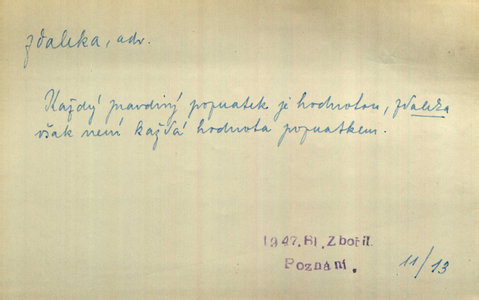 zdaleka, adv.
Každý pravdivý poznatek je hodnotou, zdaleka
však není každá hodnota poznatkem.
1947. Bl. Zbořil
Poznání.
11/13